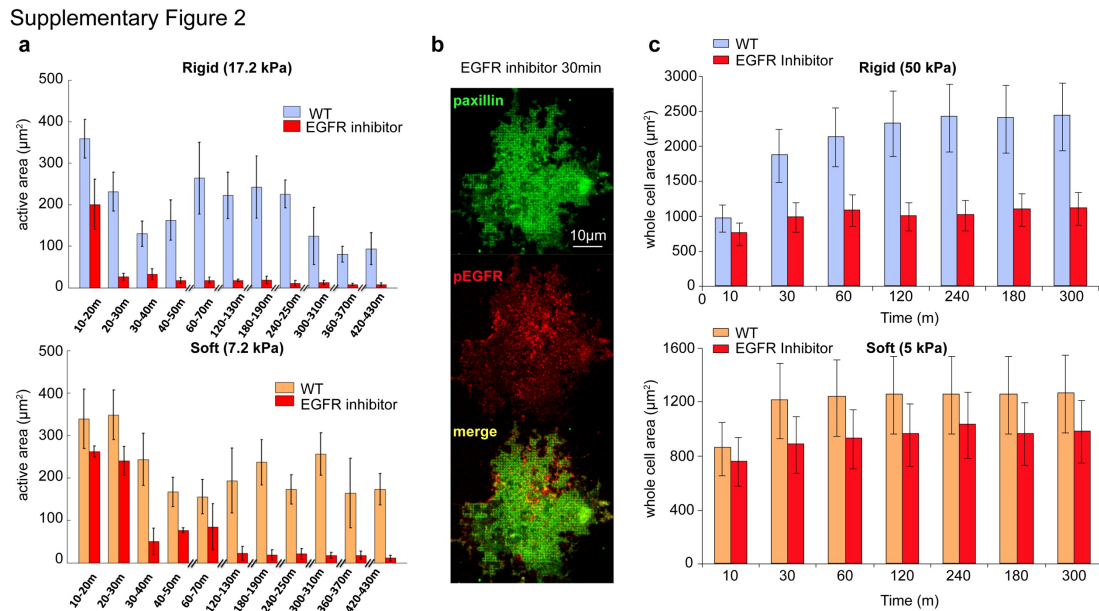 Supplementary Figure 2
a
Rigid (17.2 kPa)
WT
EGFR inhibitor
active area (µm²)
500
400
300
200
100
0
10-20m
20-30m
30-40m
40-50m
60-70m
120-130m
180-190m
240-250m
300-310m
360-370m
420-430m
Soft (7.2 kPa)
WT
EGFR inhibitor
active area (µm²)
500
400
300
200
100
0
10-20m
20-30m
30-40m
40-50m
60-70m
120-130m
180-190m
240-250m
300-310m
360-370m
420-430m
b
EGFR inhibitor 30min
paxillin
10µm
pEGFR
merge
c
WT
EGFR Inhibitor
Rigid (50 kPa)
whole cell area (µm²)
3000
2500
2000
1500
1000
500
0
0
10 30 60 120 240 180 300
Time (m)
WT
EGFR Inhibitor
Soft (5 kPa)
whole cell area (µm²)
1600
1200
800
400
0
10 30 60 120 240 180 300
Time (m)